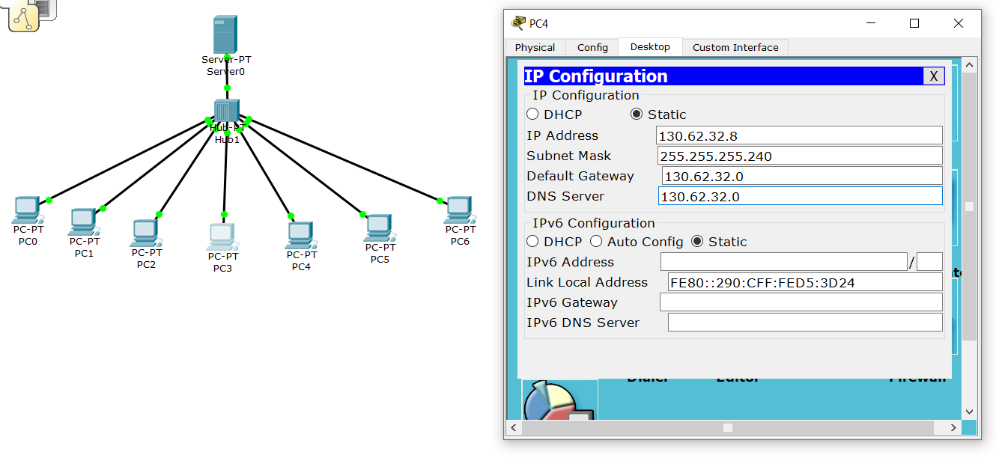 Server-PT
Server0
Hub-PT
Hub1
PC-PT
PC0
PC-PT
PC1
PC-PT
PC2
PC-PT
PC3
PC-PT
PC4
PC-PT
PC5
PC-PT
PC6
PC4
Physical Config Desktop Custom Interface
IP Configuration X
IP Configuration
DHCP Static
IP Address 130.62.32.8
Subnet Mask 255.255.255.240
Default Gateway 130.62.32.0
DNS Server 130.62.32.0
IPv6 Configuration
DHCP Auto Config Static
IPv6 Address /
Link Local Address FE80::290:CFF:FED5:3D24
IPv6 Gateway
IPv6 DNS Server
Dialer Editor Firewall